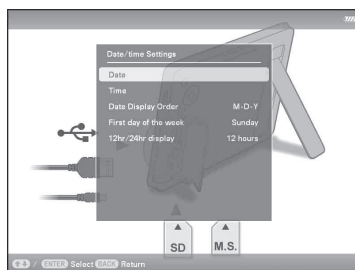 Date/time Settings
Date
Time
Date Display Order M-D-Y
First day of the week Sunday
12hr/24hr display 12 hours
SD M.S.
/ ENTER Select BACK Return